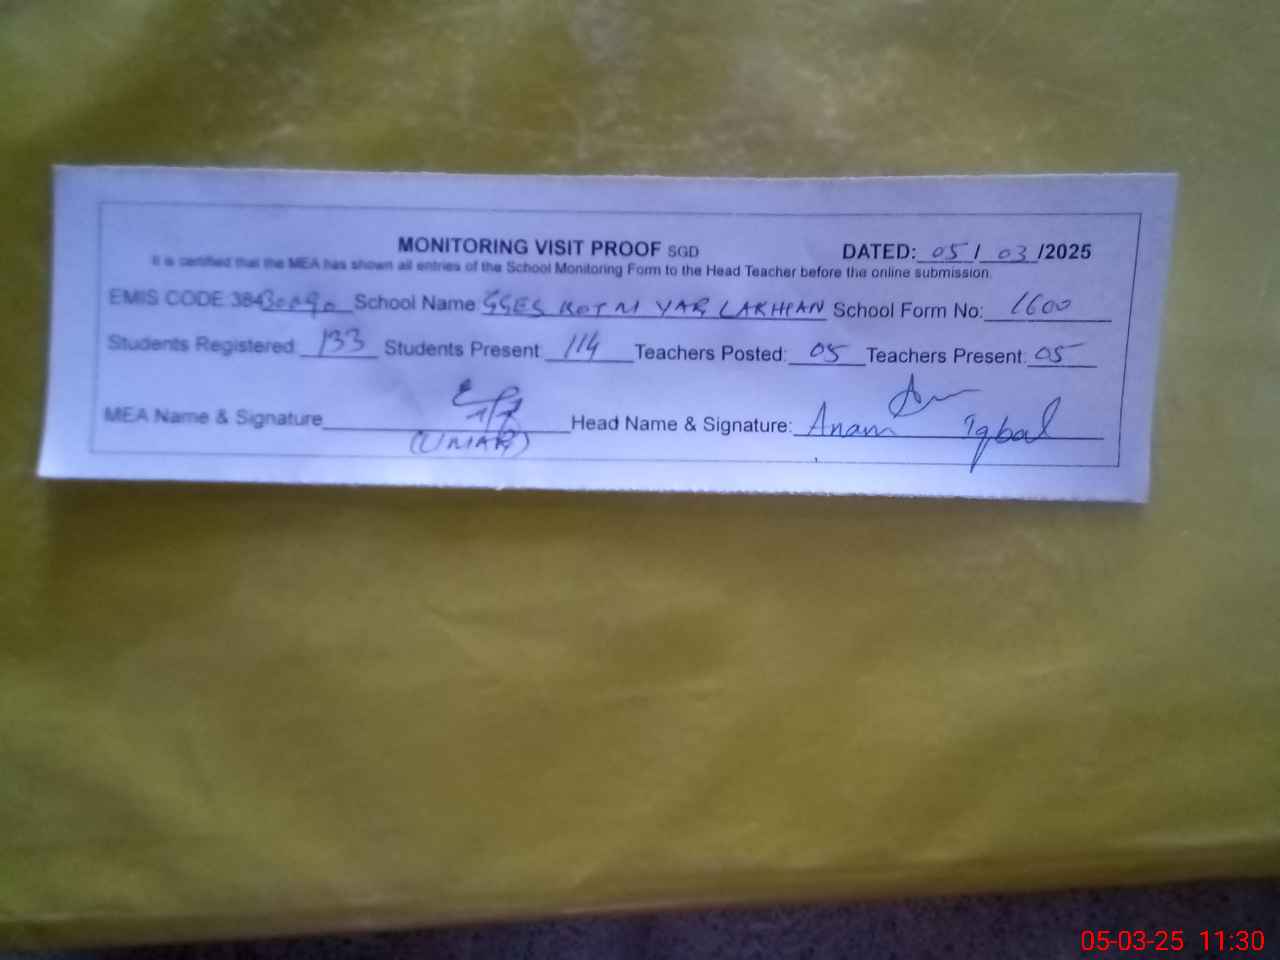 MONITORING VISIT PROOF SGD DATED: 05/03/2025
It is certified that the MEA has shown all entries of the School Monitoring Form to the Head Teacher before the online submission.
EMIS CODE 384 School Name GGES KOT M YAR LAKHPAN School Form No: 1600
Students Registered 133 Students Present 114 Teachers Posted: 05 Teachers Present: 05
MEA Name & Signature (UMAR) Head Name & Signature: Anam Iqbal
05-03-25 11:30